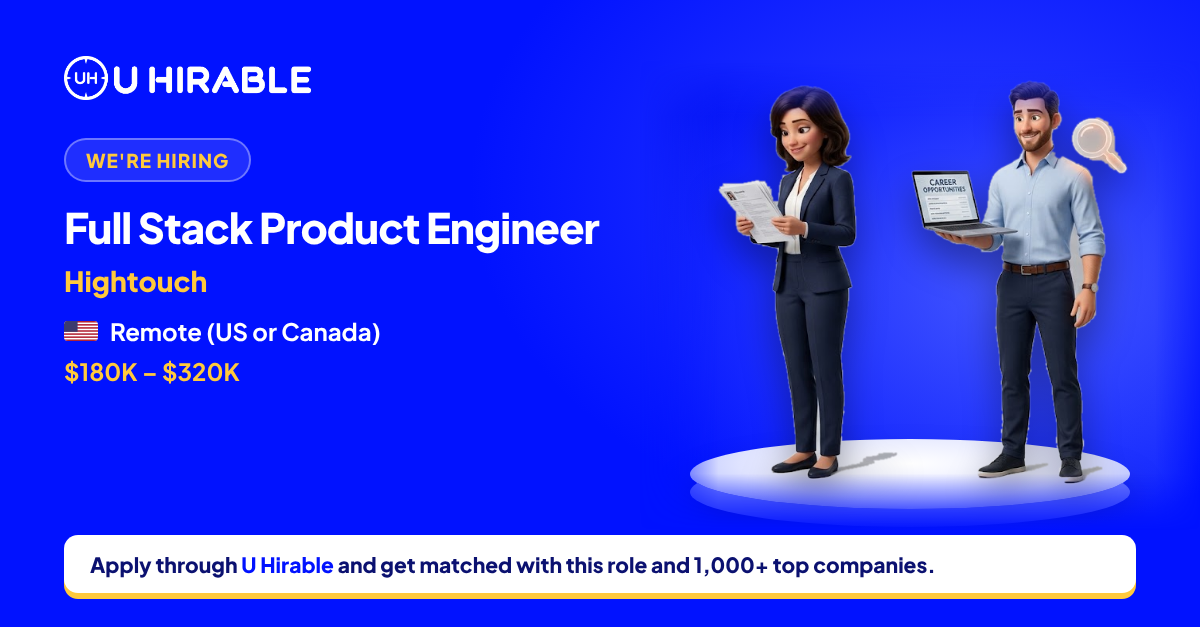 UH U HIRABLE
WE'RE HIRING
Full Stack Product Engineer
Hightouch
Remote (US or Canada)
$180K – $320K
CAREER
OPPORTUNITIES
Apply through U Hirable and get matched with this role and 1,000+ top companies.